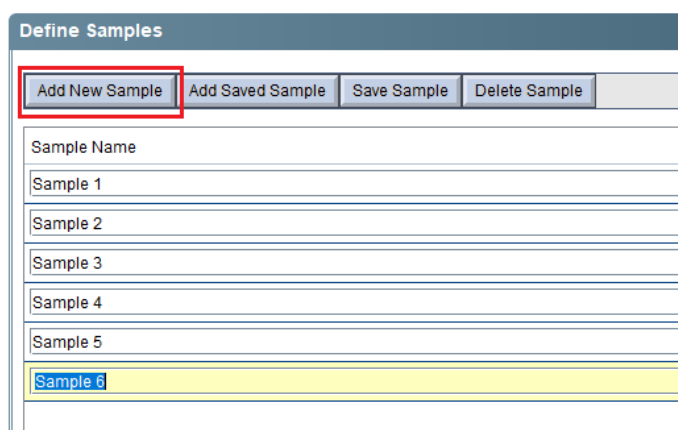 Define Samples
Add New Sample Add Saved Sample Save Sample Delete Sample
Sample Name
Sample 1
Sample 2
Sample 3
Sample 4
Sample 5
Sample 6